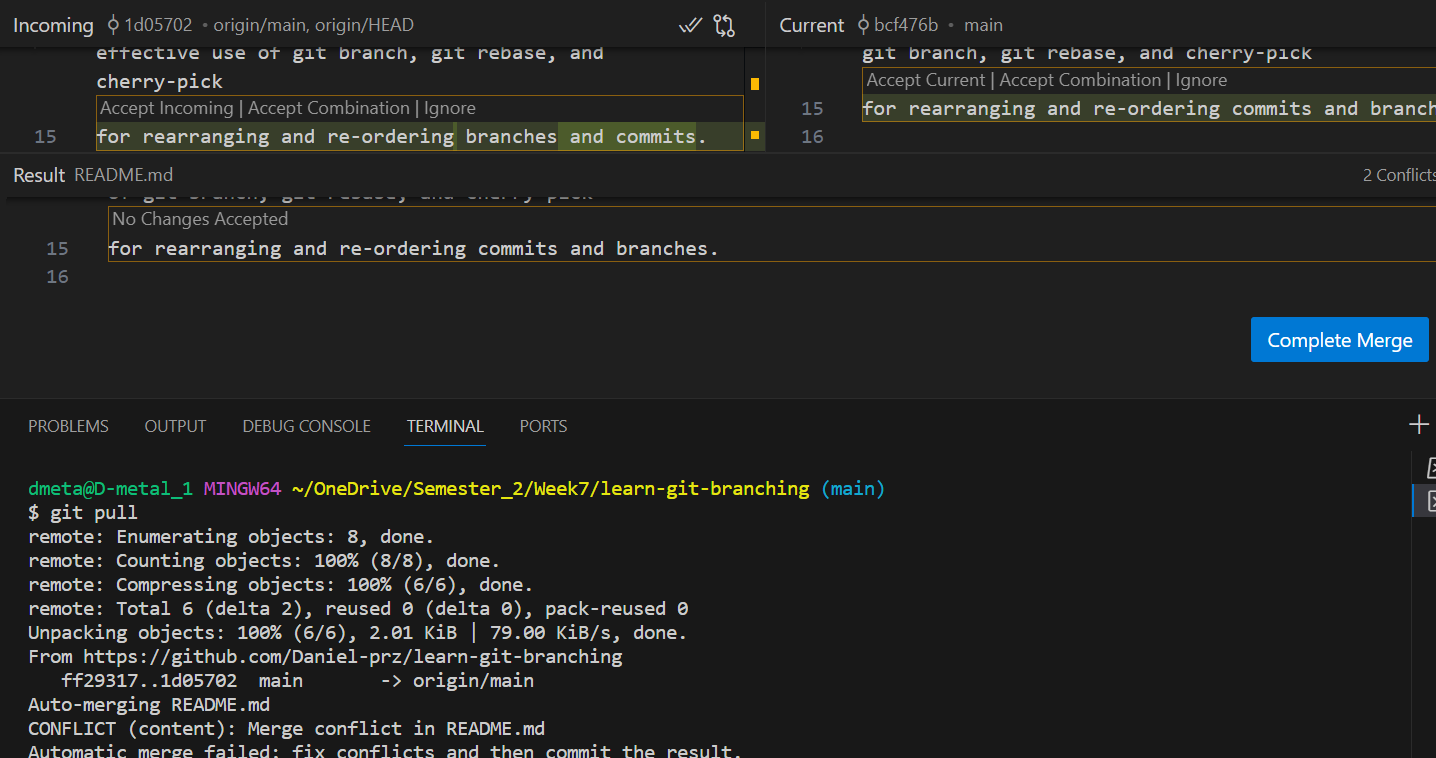 Incoming 1d05702 • origin/main, origin/HEAD
effective use of git branch, git rebase, and
cherry-pick
Accept Incoming | Accept Combination | Ignore
15 for rearranging and re-ordering branches and commits.
Current bcf476b • main
git branch, git rebase, and cherry-pick
Accept Current | Accept Combination | Ignore
15 for rearranging and re-ordering commits and
16
Result README.md 2 Conflicts
of git branch, git rebase, and cherry-pick
No Changes Accepted
15 for rearranging and re-ordering commits and branches.
16
Complete Merge
PROBLEMS OUTPUT DEBUG CONSOLE TERMINAL PORTS
dmeta@D-metal_1 MINGW64 ~/OneDrive/Semester_2/Week7/learn-git-branching (main)
$ git pull
remote: Enumerating objects: 8, done.
remote: Counting objects: 100% (8/8), done.
remote: Compressing objects: 100% (6/6), done.
remote: Total 6 (delta 2), reused 0 (delta 0), pack-reused 0
Unpacking objects: 100% (6/6), 2.01 KiB | 79.00 KiB/s, done.
From https://github.com/Daniel-prz/learn-git-branching
ff29317..1d05702 main -> origin/main
Auto-merging README.md
CONFLICT (content): Merge conflict in README.md
Automatic merge failed; fix conflicts and then commit the result.